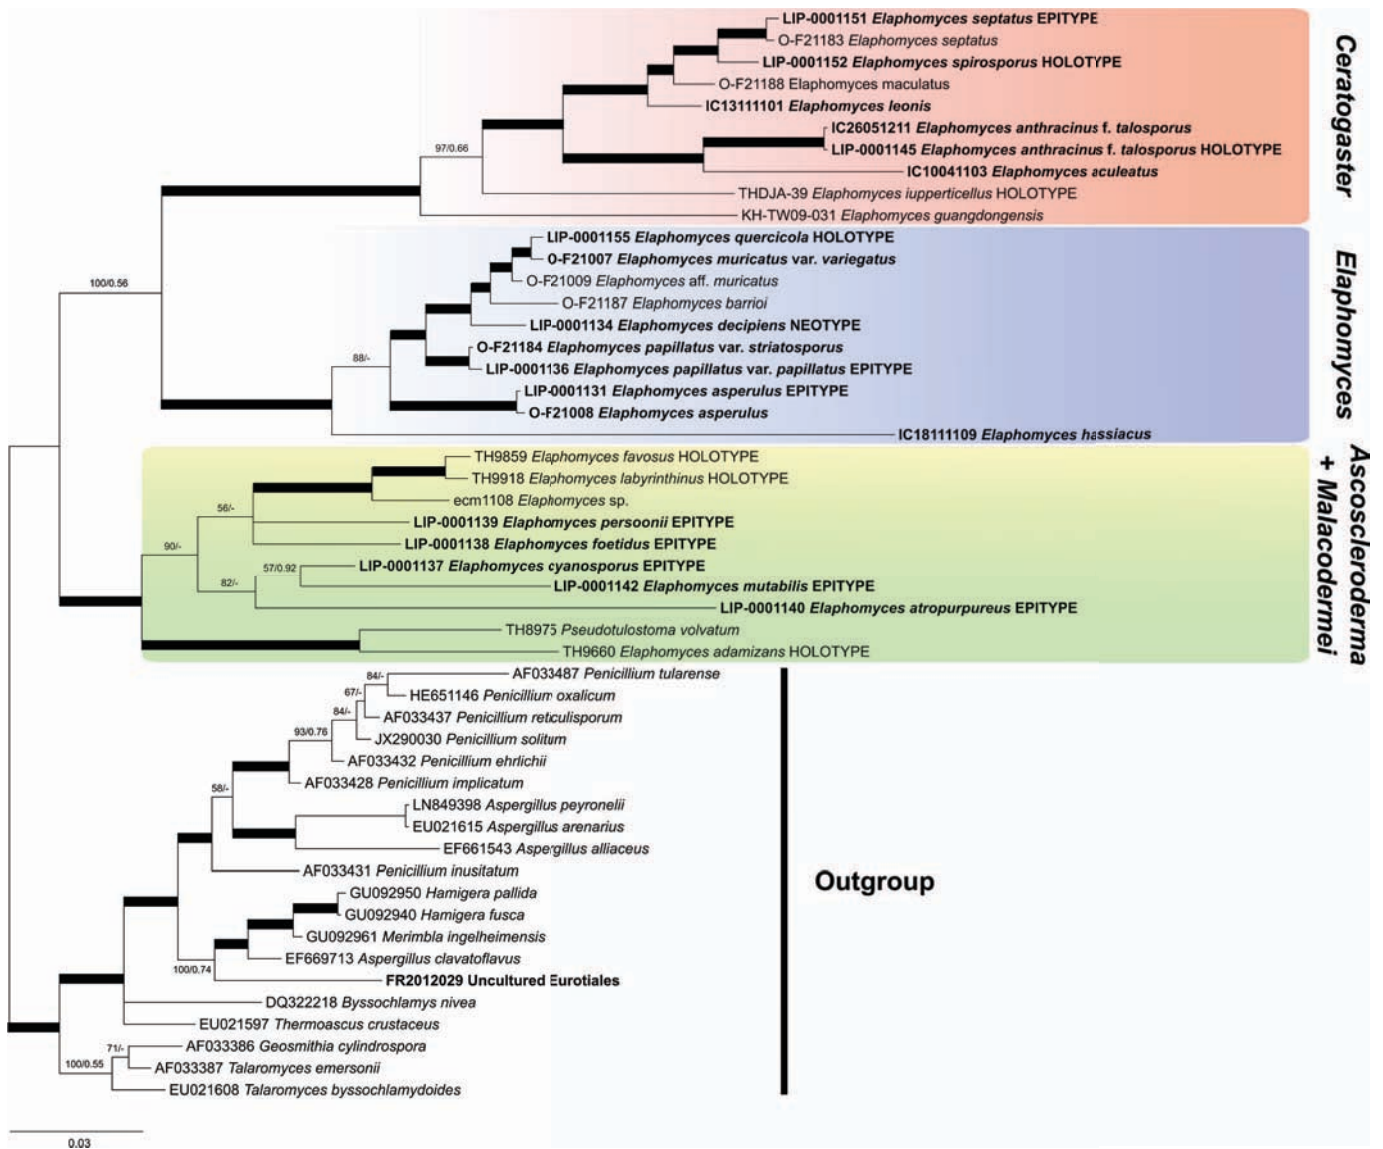 LIP-0001151 Elaphomyces septatus EPITYPE
O-F21183 Elaphomyces septatus
LIP-0001152 Elaphomyces spirosporus HOLOTYPE
O-F21188 Elaphomyces maculatus
IC13111101 Elaphomyces leonis
IC26051211 Elaphomyces anthracinus f. talosporus
LIP-0001145 Elaphomyces anthracinus f. talosporus HOLOTYPE
IC10041103 Elaphomyces aculeatus
97/0.66
THDJA-39 Elaphomyces iupperticellus HOLOTYPE
KH-TW09-031 Elaphomyces guangdongensis
Ceratogaster
LIP-0001155 Elaphomyces quercicola HOLOTYPE
O-F21007 Elaphomyces muricatus var. variegatus
O-F21009 Elaphomyces aff. muricatus
100/0.56
O-F21187 Elaphomyces barrioi
LIP-0001134 Elaphomyces decipiens NEOTYPE
O-F21184 Elaphomyces papillatus var. striatosporus
88/-
LIP-0001136 Elaphomyces papillatus var. papillatus EPITYPE
LIP-0001131 Elaphomyces asperulus EPITYPE
O-F21008 Elaphomyces asperulus
IC18111109 Elaphomyces hassiacus
Elaphomyces
TH9859 Elaphomyces favosus HOLOTYPE
TH9918 Elaphomyces labyrinthinus HOLOTYPE
ecm1108 Elaphomyces sp.
56/-
LIP-0001139 Elaphomyces persoonii EPITYPE
LIP-0001138 Elaphomyces foetidus EPITYPE
90/-
57/0.92
LIP-0001137 Elaphomyces cyanosporus EPITYPE
82/-
LIP-0001142 Elaphomyces mutabilis EPITYPE
LIP-0001140 Elaphomyces atropurpureus EPITYPE
TH8975 Pseudotulostoma volvatum
TH9660 Elaphomyces adamizans HOLOTYPE
Ascoscleroderma
+ Malacodermei
84/-
AF033487 Penicillium tularense
67/-
HE651146 Penicillium oxalicum
84/-
AF033437 Penicillium reticulisporum
93/0.76
JX290030 Penicillium solitum
AF033432 Penicillium ehrlichii
AF033428 Penicillium implicatum
58/-
LN849398 Aspergillus peyronelii
EU021615 Aspergillus arenarius
EF661543 Aspergillus alliaceus
AF033431 Penicillium inusitatum
Outgroup
GU092950 Hamigera pallida
GU092940 Hamigera fusca
GU092961 Merimbla ingelheimensis
EF669713 Aspergillus clavatoflavus
100/0.74
FR2012029 Uncultured Eurotiales
DQ322218 Byssochlamys nivea
EU021597 Thermoascus crustaceus
71/-
AF033386 Geosmithia cylindrospora
100/0.55
AF033387 Talaromyces emersonii
EU021608 Talaromyces byssochlamydoides
0.03